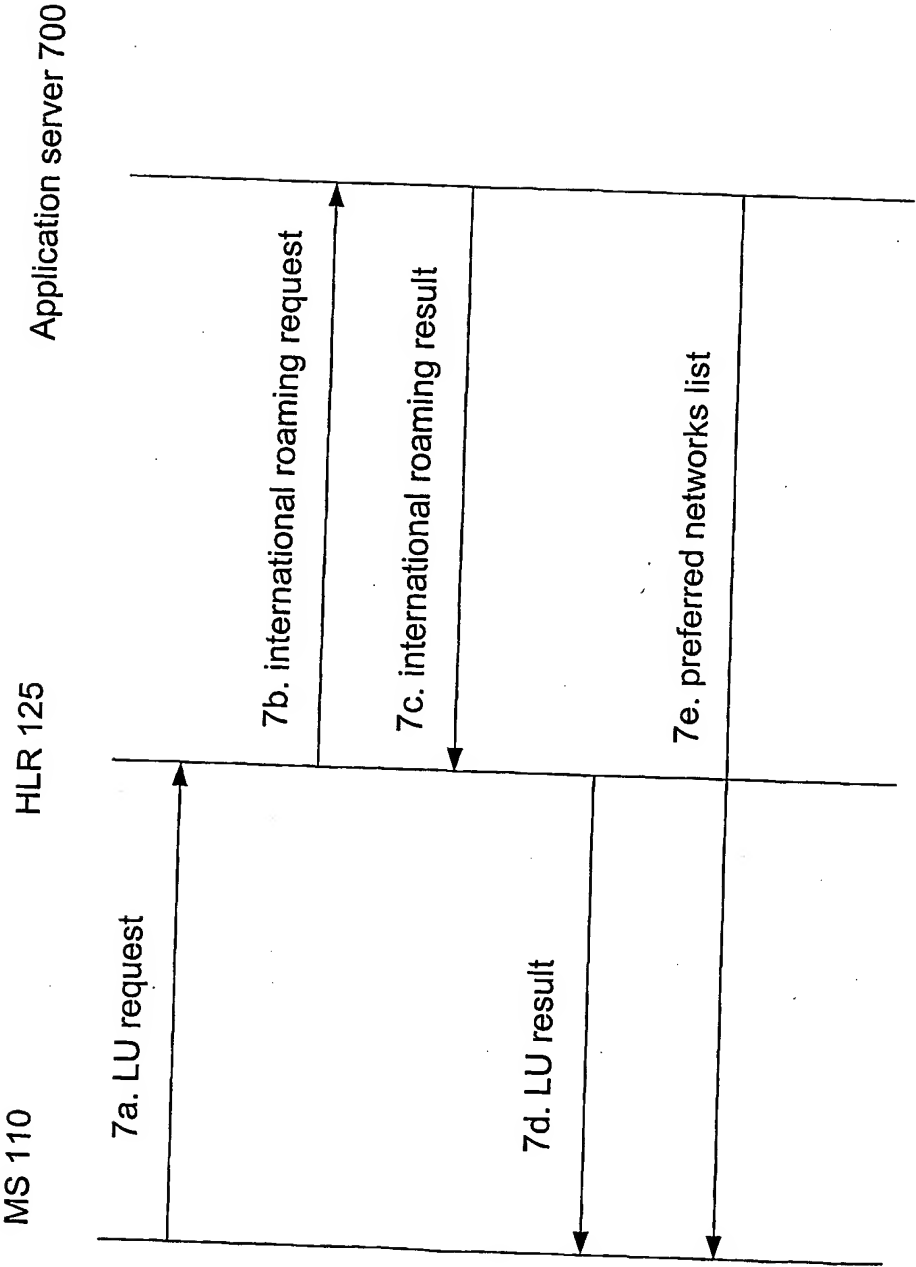 MS 110
HLR 125
Application server 700
7a. LU request
7b. international roaming request
7c. international roaming result
7d. LU result
7e. preferred networks list